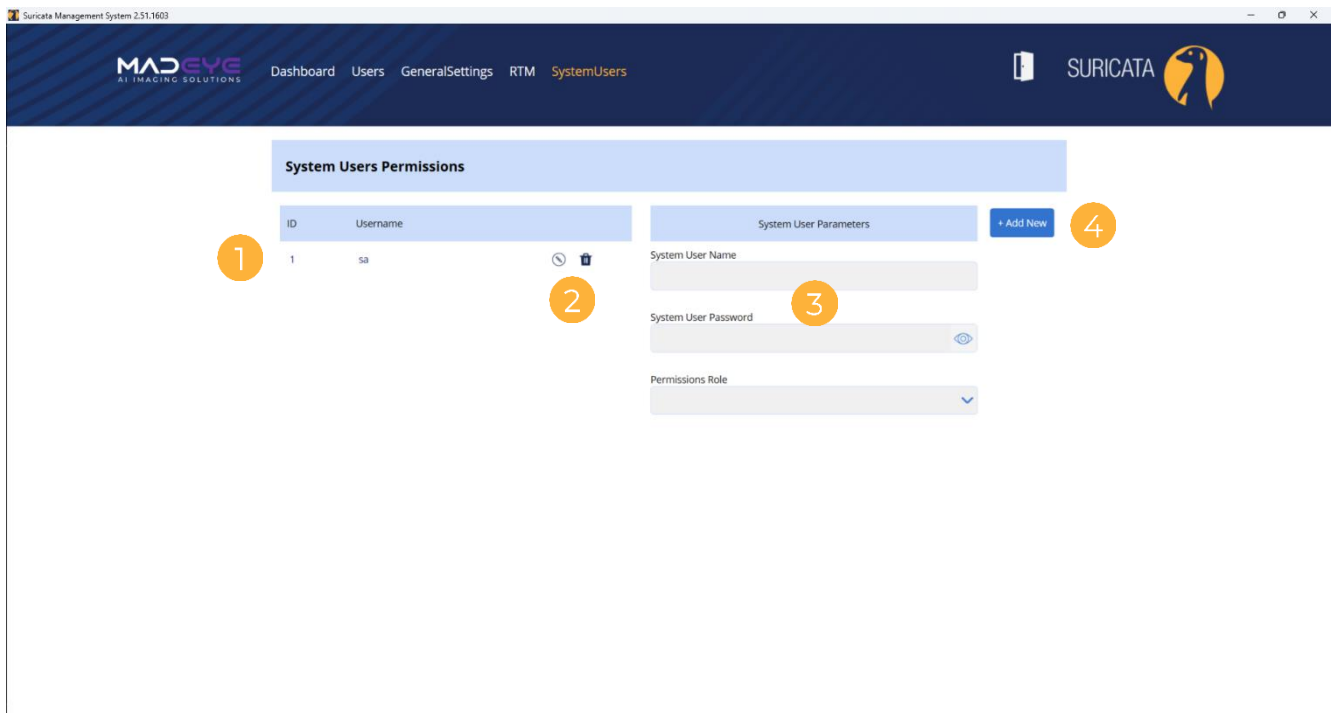 Suricata Management System 2.51.1603
MADEYE
AI IMAGING SOLUTIONS
Dashboard Users GeneralSettings RTM SystemUsers
SURICATA
System Users Permissions
ID Username
System User Parameters
+ Add New
4
1
1 sa
2
System User Name
3
System User Password
Permissions Role